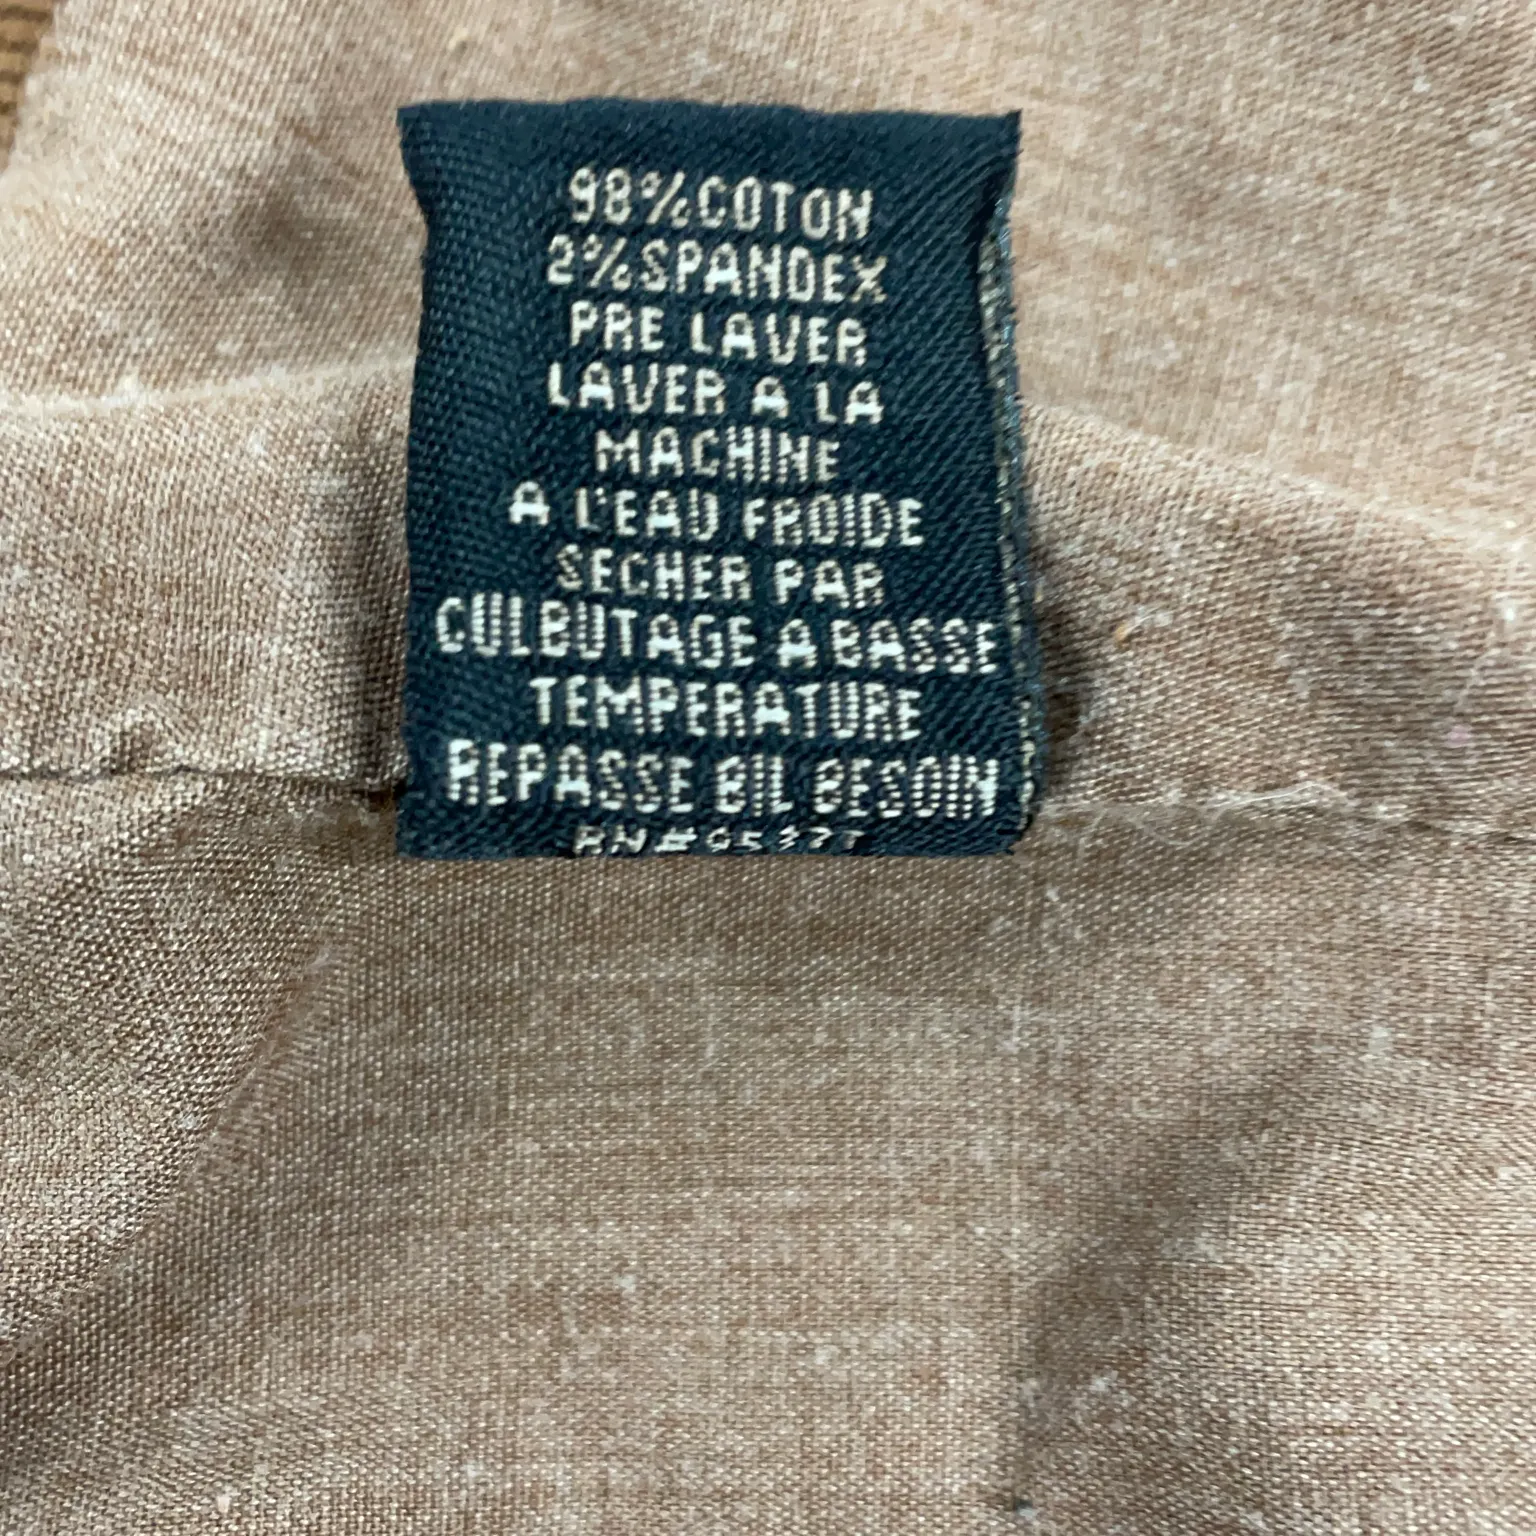 98%COTON
2%SPANDEX
PRE LAVER
LAVER A LA
MACHINE
A L'EAU FROIDE
SECHER PAR
CULBUTAGE A BASSE
TEMPERATURE
REPASSE BIL BESOIN